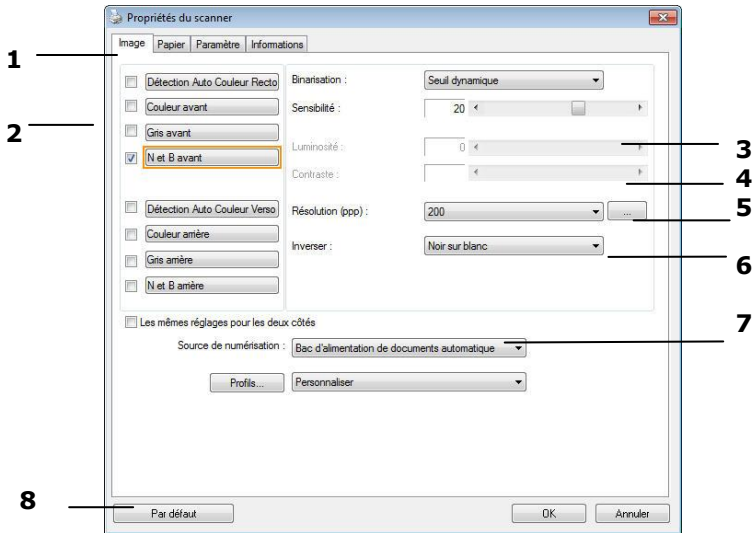 Propriétés du scanner
Image Papier Paramètre Informations
1
Détection Auto Couleur Recto
Binarisation :
Seuil dynamique
Couleur avant
Sensibilité :
20
2
Gris avant
N et B avant
Luminosité :
0
3
Contraste :
4
Détection Auto Couleur Verso
Résolution (ppp) :
200
...
5
Couleur arrière
Inverser :
Noir sur blanc
6
Gris arrière
N et B arrière
Les mêmes réglages pour les deux côtés
7
Source de numérisation :
Bac d'alimentation de documents automatique
Profils...
Personnaliser
8
Par défaut
OK
Annuler